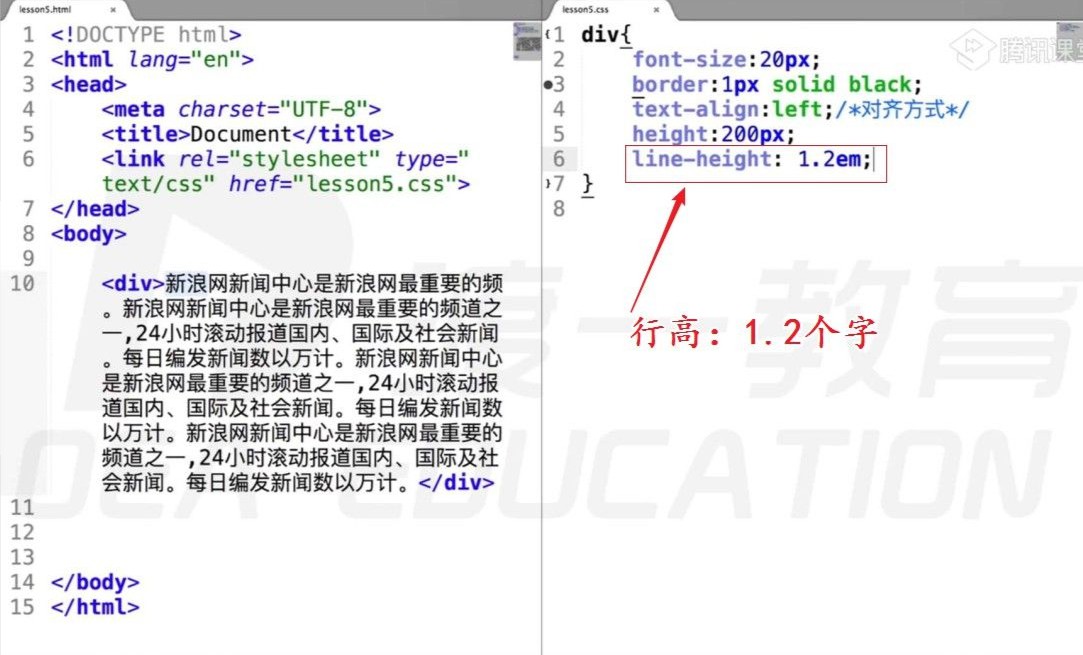 lesson5.html
1 <!DOCTYPE html>
2 <html lang="en">
3 <head>
4 <meta charset="UTF-8">
5 <title>Document</title>
6 <link rel="stylesheet" type="
text/css" href="lesson5.css">
7 </head>
8 <body>
9
10 <div>新浪网新闻中心是新浪网最重要的频
。新浪网新闻中心是新浪网最重要的频道之
一,24小时滚动报道国内、国际及社会新闻
。每日编发新闻数以万计。新浪网新闻中心
是新浪网最重要的频道之一,24小时滚动报
道国内、国际及社会新闻。每日编发新闻数
以万计。新浪网新闻中心是新浪网最重要的
频道之一,24小时滚动报道国内、国际及社
会新闻。每日编发新闻数以万计。</div>
11
12
13
14 </body>
15 </html>
lesson5.css
1 div{
2 font-size:20px;
3 border:1px solid black;
4 text-align:left;/*对齐方式*/
5 height:200px;
6 line-height: 1.2em;
7 }
8
行高：1.2个字
腾讯课堂
一教育
EDUCATION